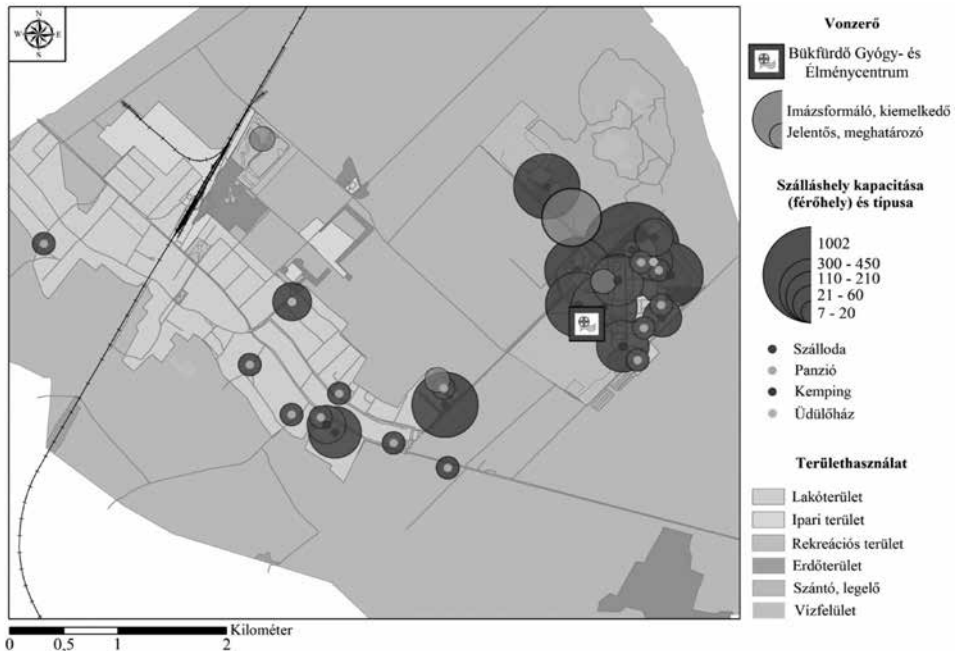 N
W
E
S
Vonzerő
Bükfürdő Gyógy- és
Élménycentrum
Imázsformáló, kiemelkedő
Jelentős, meghatározó
Szálláshely kapacitása
(férőhely) és típusa
1002
300 - 450
110 - 210
21 - 60
7 - 20
Szálloda
Panzió
Kemping
Üdülőház
Területhasználat
Lakóterület
Ipari terület
Rekreációs terület
Erdőterület
Szántó, legelő
Vízfelület
Kilométer
0 0,5 1 2